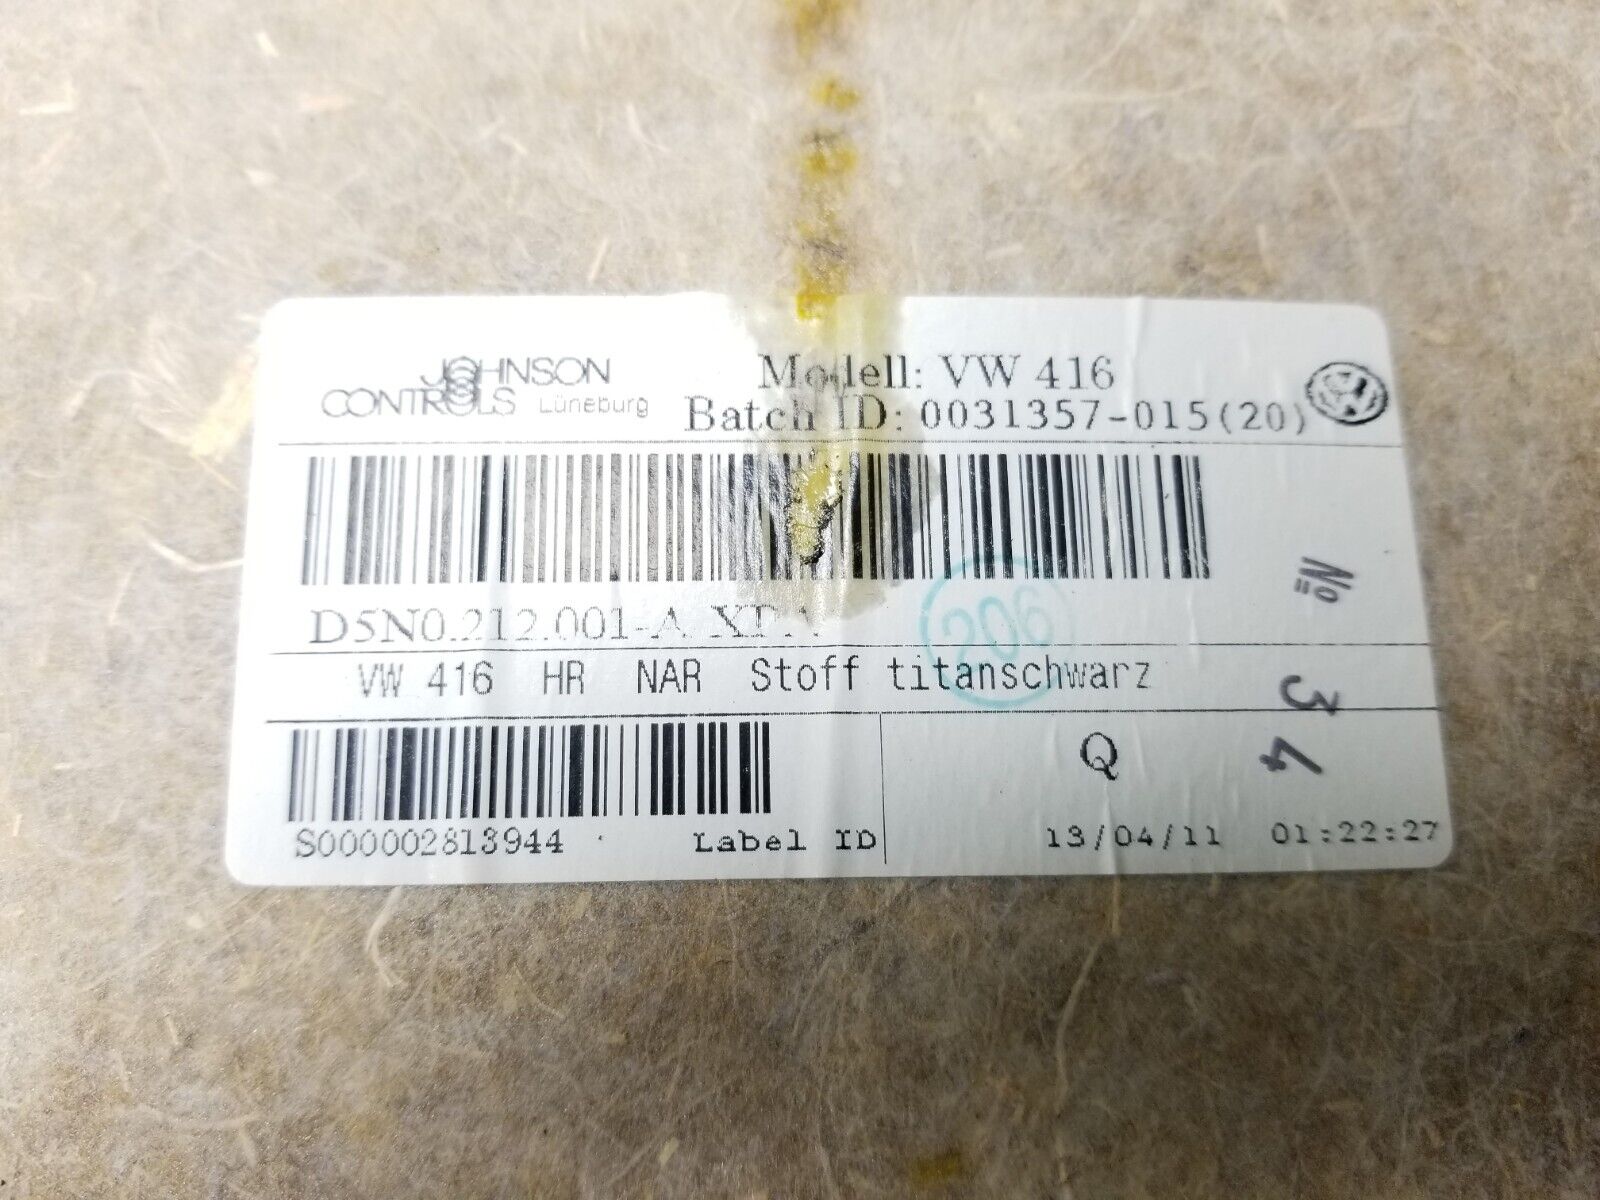 JOHNSON
CONTROLS Lüneburg
Modell: VW 416
Batch ID: 0031357-015(20)
D5N0.212.001-A
206
VW 416 HR NAR Stoff titanschwarz
No 34
S000002813944 Label ID
Q
13/04/11 01:22:27